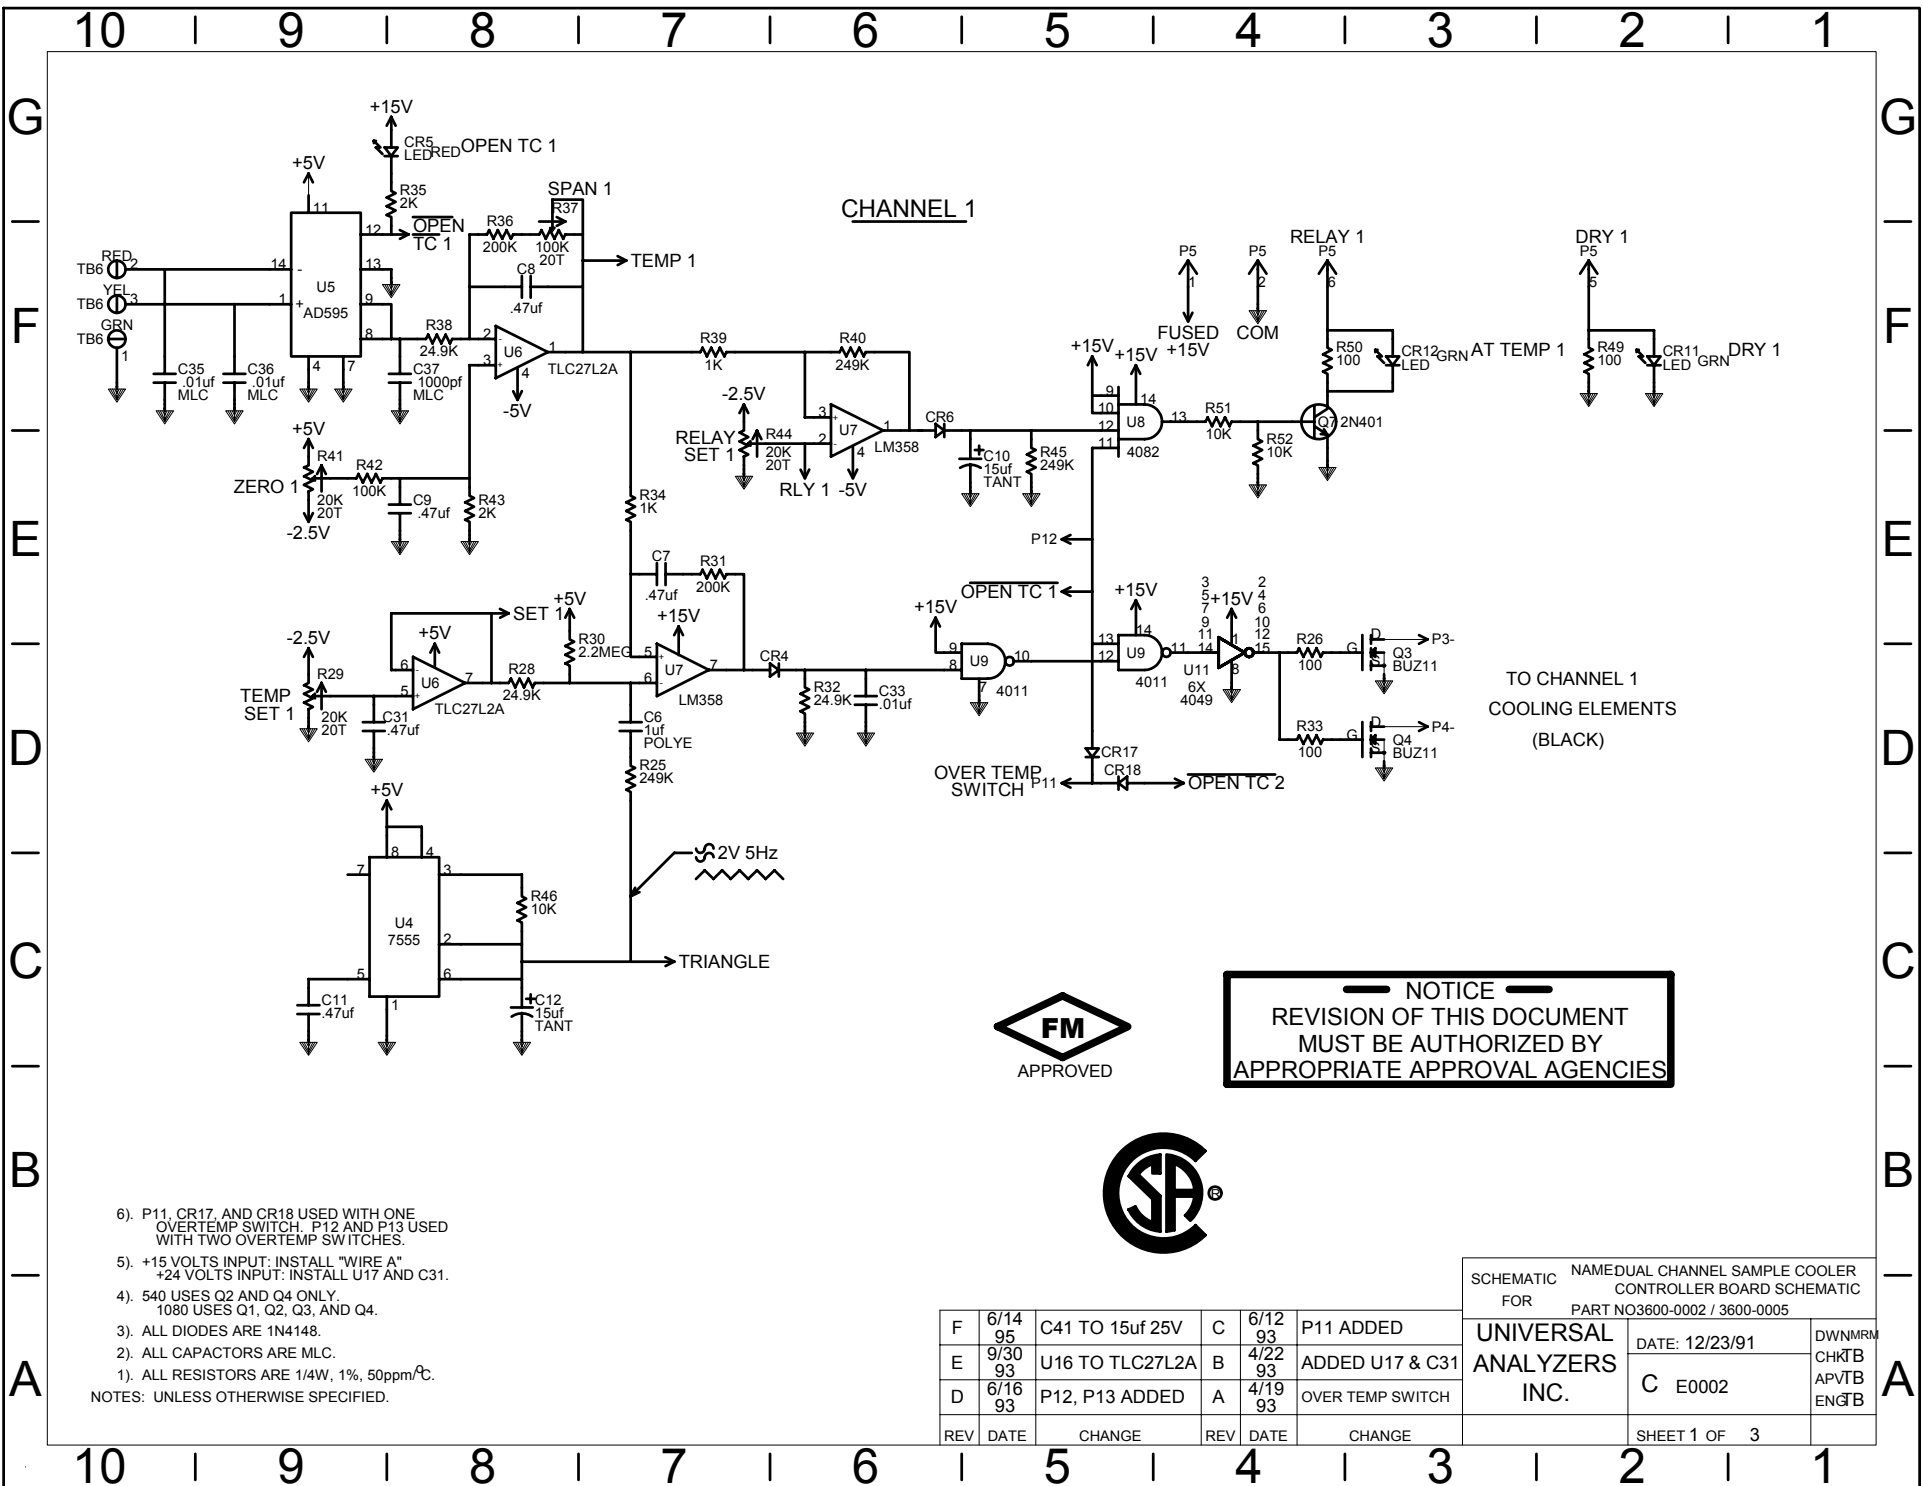 10 9 8 7 6 5 4 3 2 1
G G
F F
E E
D D
C C
B B
A A
CHANNEL 1
+15V
CR5
LED RED OPEN TC 1
R35
2K
+5V
11
12
OPEN
TC 1
13
14 -
1 +
U5
AD595
9
8
4
7
RED
TB6 2
YEL
TB6 3
GRN
TB6
1
C35
.01uf
MLC
C36
.01uf
MLC
C37
1000pf
MLC
R38
24.9K
R36
200K
SPAN 1
R37
100K
20T
C8
.47uf
TEMP 1
2 -
3 +
U6
1
4
TLC27L2A
-5V
+5V
R41
20K
20T
ZERO 1
-2.5V
R42
100K
C9
.47uf
R43
2K
R39
1K
R40
249K
-2.5V
RELAY
SET 1
R44
20K
20T
3 +
2 -
U7
1
4
LM358
RLY 1
-5V
CR6
C10
15uf
TANT
R45
249K
+15V
+15V
9
10
12
11
14
U8
13
4082
R51
10K
R52
10K
Q7 2N401
P5
1
FUSED
+15V
P5
2
COM
RELAY 1
P5
6
R50
100
CR12
LED GRN AT TEMP 1
DRY 1
P5
5
R49
100
CR11
LED GRN DRY 1
R34
1K
C7
.47uf
R31
200K
P12
OPEN TC 1
SET 1
+5V
R30
2.2MEG
+15V
5 +
6 -
U7
7
LM358
-2.5V
TEMP
SET 1
R29
20K
20T
C31
.47uf
+5V
6 -
5 +
U6
7
TLC27L2A
R28
24.9K
C6
1uf
POLYE
R25
249K
CR4
R32
24.9K
C33
.01uf
+15V
9
8
U9
10
7
4011
+15V
14
13
12
U9
11
4011
3
5
7
9
11
14
+15V
1
2
4
6
10
12
15
8
U11
6X
4049
R26
100
G
D
S
Q3
BUZ11
P3-
R33
100
G
D
S
Q4
BUZ11
P4-
TO CHANNEL 1
COOLING ELEMENTS
(BLACK)
CR17
CR18
OVER TEMP
SWITCH
P11
OPEN TC 2
+5V
8
4
7
3
2
6
5
1
U4
7555
R46
10K
C11
.47uf
C12
15uf
TANT
2V 5Hz
TRIANGLE
FM
APPROVED
NOTICE
REVISION OF THIS DOCUMENT
MUST BE AUTHORIZED BY
APPROPRIATE APPROVAL AGENCIES
CSA ®
6). P11, CR17, AND CR18 USED WITH ONE
OVERTEMP SWITCH. P12 AND P13 USED
WITH TWO OVERTEMP SWITCHES.
5). +15 VOLTS INPUT: INSTALL "WIRE A"
+24 VOLTS INPUT: INSTALL U17 AND C31.
4). 540 USES Q2 AND Q4 ONLY.
1080 USES Q1, Q2, Q3, AND Q4.
3). ALL DIODES ARE 1N4148.
2). ALL CAPACTORS ARE MLC.
1). ALL RESISTORS ARE 1/4W, 1%, 50ppm/°C.
NOTES: UNLESS OTHERWISE SPECIFIED.
F 6/14 95 C41 TO 15uf 25V C 6/12 93 P11 ADDED
E 9/30 93 U16 TO TLC27L2A B 4/22 93 ADDED U17 & C31
D 6/16 93 P12, P13 ADDED A 4/19 93 OVER TEMP SWITCH
REV DATE CHANGE REV DATE CHANGE
SCHEMATIC
FOR
NAME DUAL CHANNEL SAMPLE COOLER
CONTROLLER BOARD SCHEMATIC
PART NO 3600-0002 / 3600-0005
UNIVERSAL
ANALYZERS
INC.
DATE: 12/23/91
C E0002
SHEET 1 OF 3
DWN MRM
CHK TB
APV TB
ENG TB
10 9 8 7 6 5 4 3 2 1